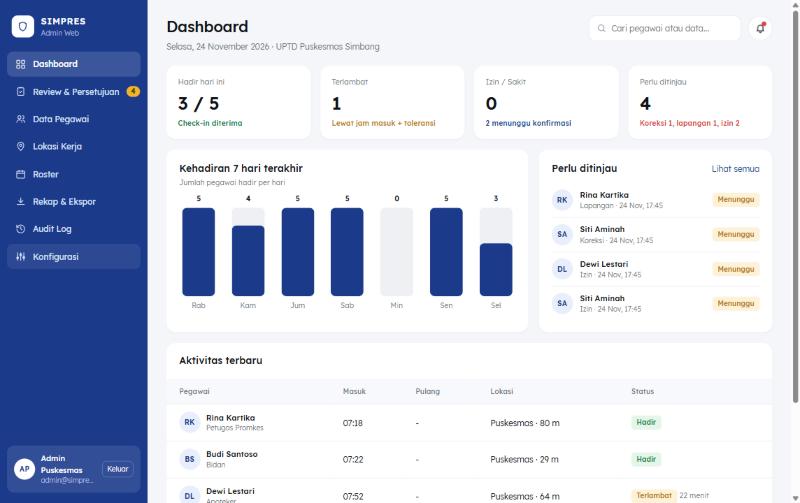 SIMPRES
Admin Web
Dashboard
Review & Persetujuan 4
Data Pegawai
Lokasi Kerja
Roster
Rekap & Ekspor
Audit Log
Konfigurasi
AP
Admin
Puskesmas
admin@simpre...
Keluar
Dashboard
Selasa, 24 November 2026 · UPTD Puskesmas Simbang
Cari pegawai atau data...
Hadir hari ini
3 / 5
Check-in diterima
Terlambat
1
Lewat jam masuk + toleransi
Izin / Sakit
0
2 menunggu konfirmasi
Perlu ditinjau
4
Koreksi 1, lapangan 1, izin 2
Kehadiran 7 hari terakhir
Jumlah pegawai hadir per hari
5 4 5 5 0 5 3
Rab Kam Jum Sab Min Sen Sel
Perlu ditinjau Lihat semua
RK Rina Kartika Menunggu
Lapangan · 24 Nov, 17:45
SA Siti Aminah Menunggu
Koreksi · 24 Nov, 17:45
DL Dewi Lestari Menunggu
Izin · 24 Nov, 17:45
SA Siti Aminah Menunggu
Izin · 24 Nov, 17:45
Aktivitas terbaru
Pegawai Masuk Pulang Lokasi Status
RK Rina Kartika 07:18 - Puskesmas · 80 m Hadir
Petugas Promkes
BS Budi Santoso 07:22 - Puskesmas · 29 m Hadir
Bidan
DL Dewi Lestari 07:52 - Puskesmas · 64 m Terlambat 22 menit
Apoteker